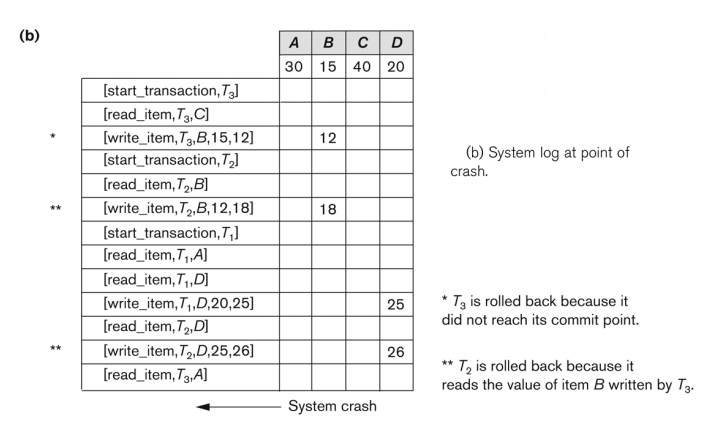 (b)
A B C D
30 15 40 20
[start_transaction,T₃]
[read_item,T₃,C]
* [write_item,T₃,B,15,12] 12
[start_transaction,T₂]
[read_item,T₂,B]
** [write_item,T₂,B,12,18] 18
[start_transaction,T₁]
[read_item,T₁,A]
[read_item,T₁,D]
[write_item,T₁,D,20,25] 25
[read_item,T₂,D]
** [write_item,T₂,D,25,26] 26
[read_item,T₃,A]
System crash
(b) System log at point of
crash.
* T₃ is rolled back because it
did not reach its commit point.
** T₂ is rolled back because it
reads the value of item B written by T₃.